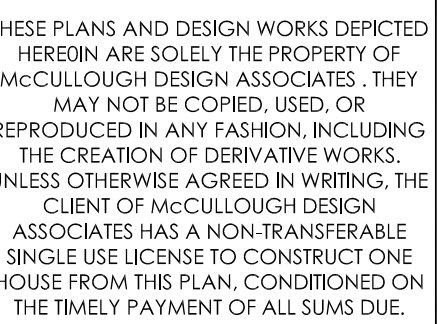 THESE PLANS AND DESIGN WORKS DEPICTED
HERE0IN ARE SOLELY THE PROPERTY OF
McCULLOUGH DESIGN ASSOCIATES . THEY
MAY NOT BE COPIED, USED, OR
REPRODUCED IN ANY FASHION, INCLUDING
THE CREATION OF DERIVATIVE WORKS.
UNLESS OTHERWISE AGREED IN WRITING, THE
CLIENT OF McCULLOUGH DESIGN
ASSOCIATES HAS A NON-TRANSFERABLE
SINGLE USE LICENSE TO CONSTRUCT ONE
HOUSE FROM THIS PLAN, CONDITIONED ON
THE TIMELY PAYMENT OF ALL SUMS DUE.